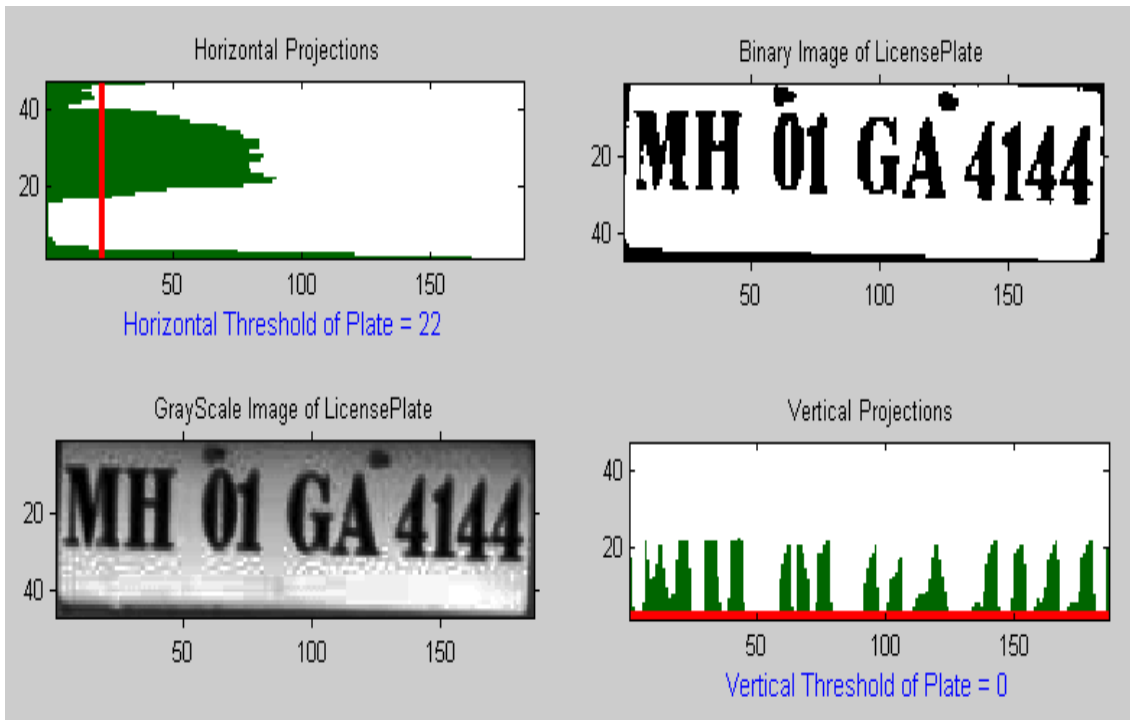 Horizontal Projections
40
20
50 100 150
Horizontal Threshold of Plate = 22
Binary Image of LicensePlate
MH 01 GA 4144
20
40
50 100 150
GrayScale Image of LicensePlate
MH 01 GA 4144
20
40
50 100 150
Vertical Projections
40
20
50 100 150
Vertical Threshold of Plate = 0